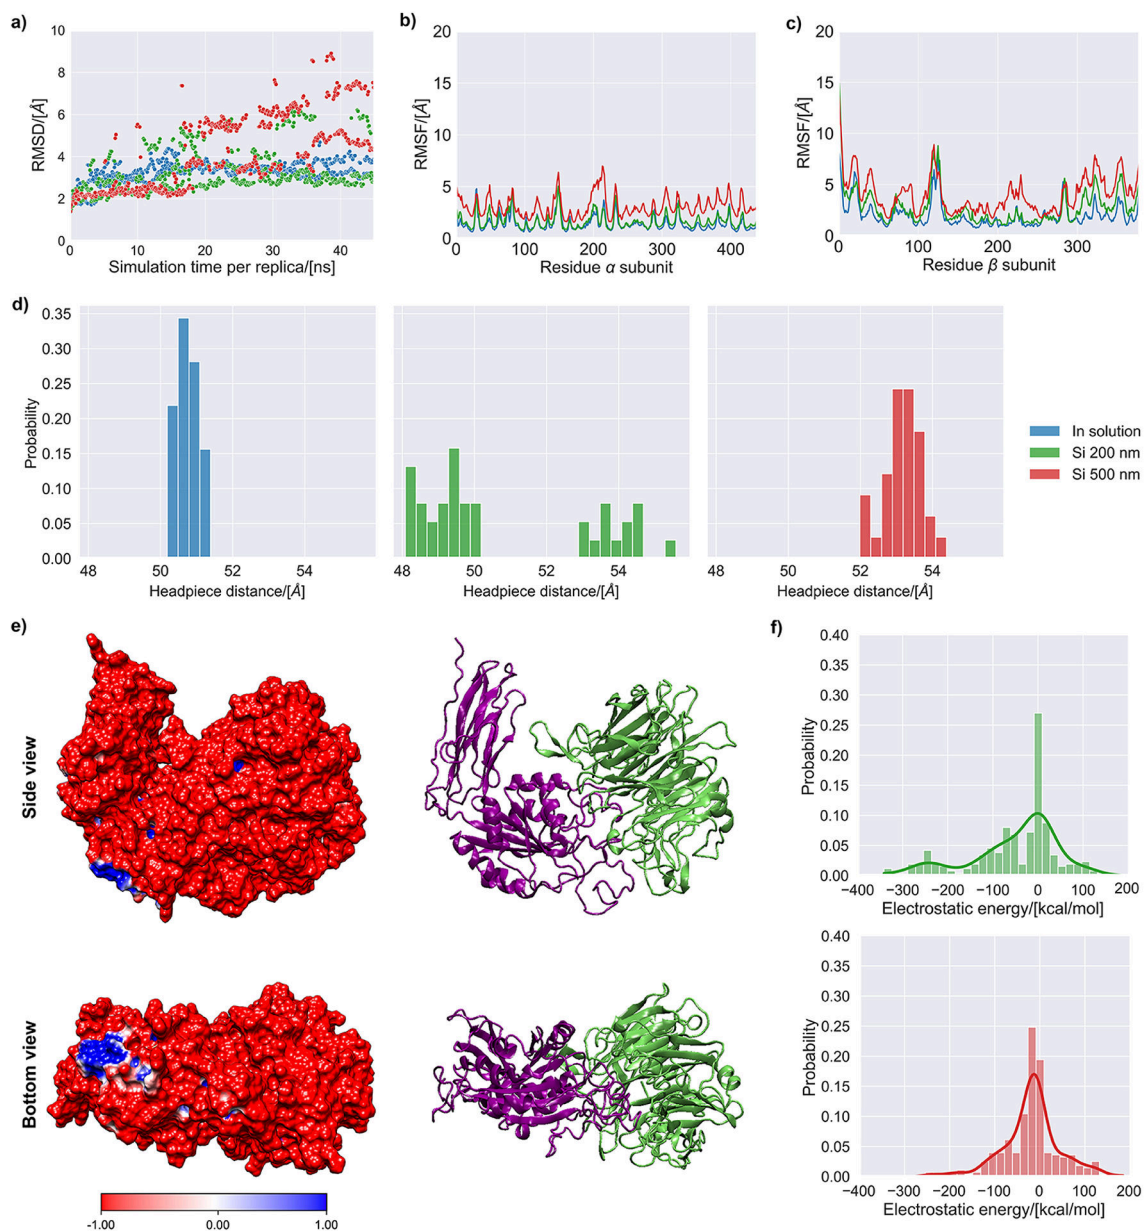 a)
10
8
6
4
2
0
RMSD/[Å]
0 10 20 30 40
Simulation time per replica/[ns]
b)
20
15
10
5
0
RMSF/[Å]
0 100 200 300 400
Residue α subunit
c)
20
15
10
5
0
RMSF/[Å]
0 100 200 300
Residue β subunit
d)
0.35
0.30
0.25
0.20
0.15
0.10
0.05
0.00
Probability
48 50 52 54
Headpiece distance/[Å]
48 50 52 54
Headpiece distance/[Å]
48 50 52 54
Headpiece distance/[Å]
In solution
Si 200 nm
Si 500 nm
e)
Side view
Bottom view
-1.00 0.00 1.00
f)
0.40
0.35
0.30
0.25
0.20
0.15
0.10
0.05
0.00
Probability
−400 −300 −200 −100 0 100 200
Electrostatic energy/[kcal/mol]
0.40
0.35
0.30
0.25
0.20
0.15
0.10
0.05
0.00
Probability
−400 −300 −200 −100 0 100 200
Electrostatic energy/[kcal/mol]